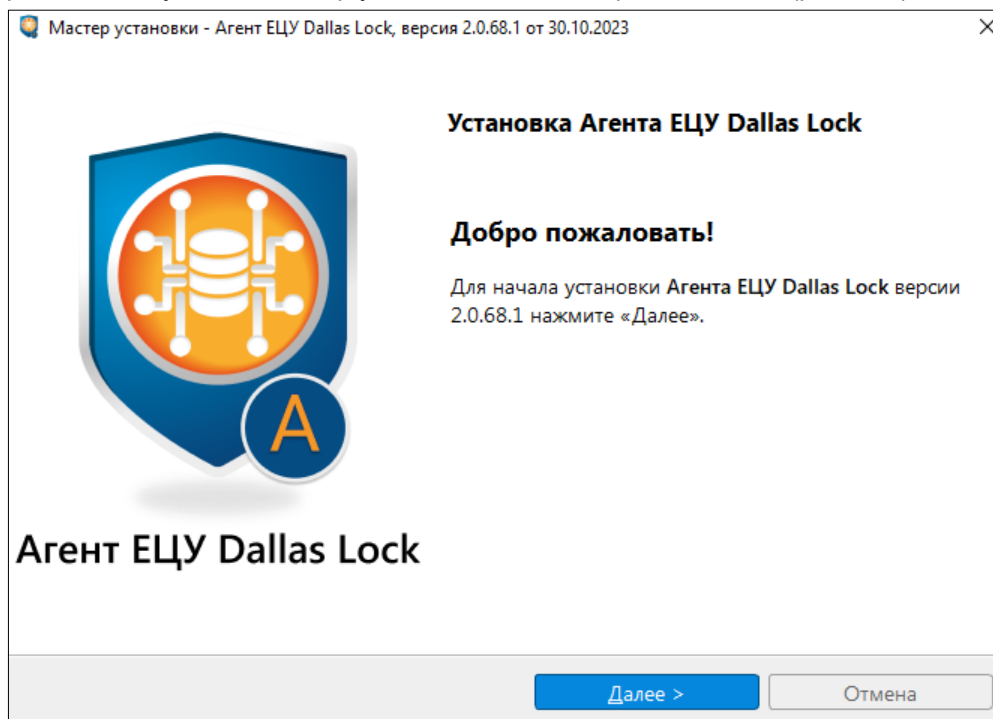 Мастер установки - Агент ЕЦУ Dallas Lock, версия 2.0.68.1 от 30.10.2023
Установка Агента ЕЦУ Dallas Lock
Добро пожаловать!
Для начала установки Агента ЕЦУ Dallas Lock версии
2.0.68.1 нажмите «Далее».
А
Агент ЕЦУ Dallas Lock
Далее >
Отмена